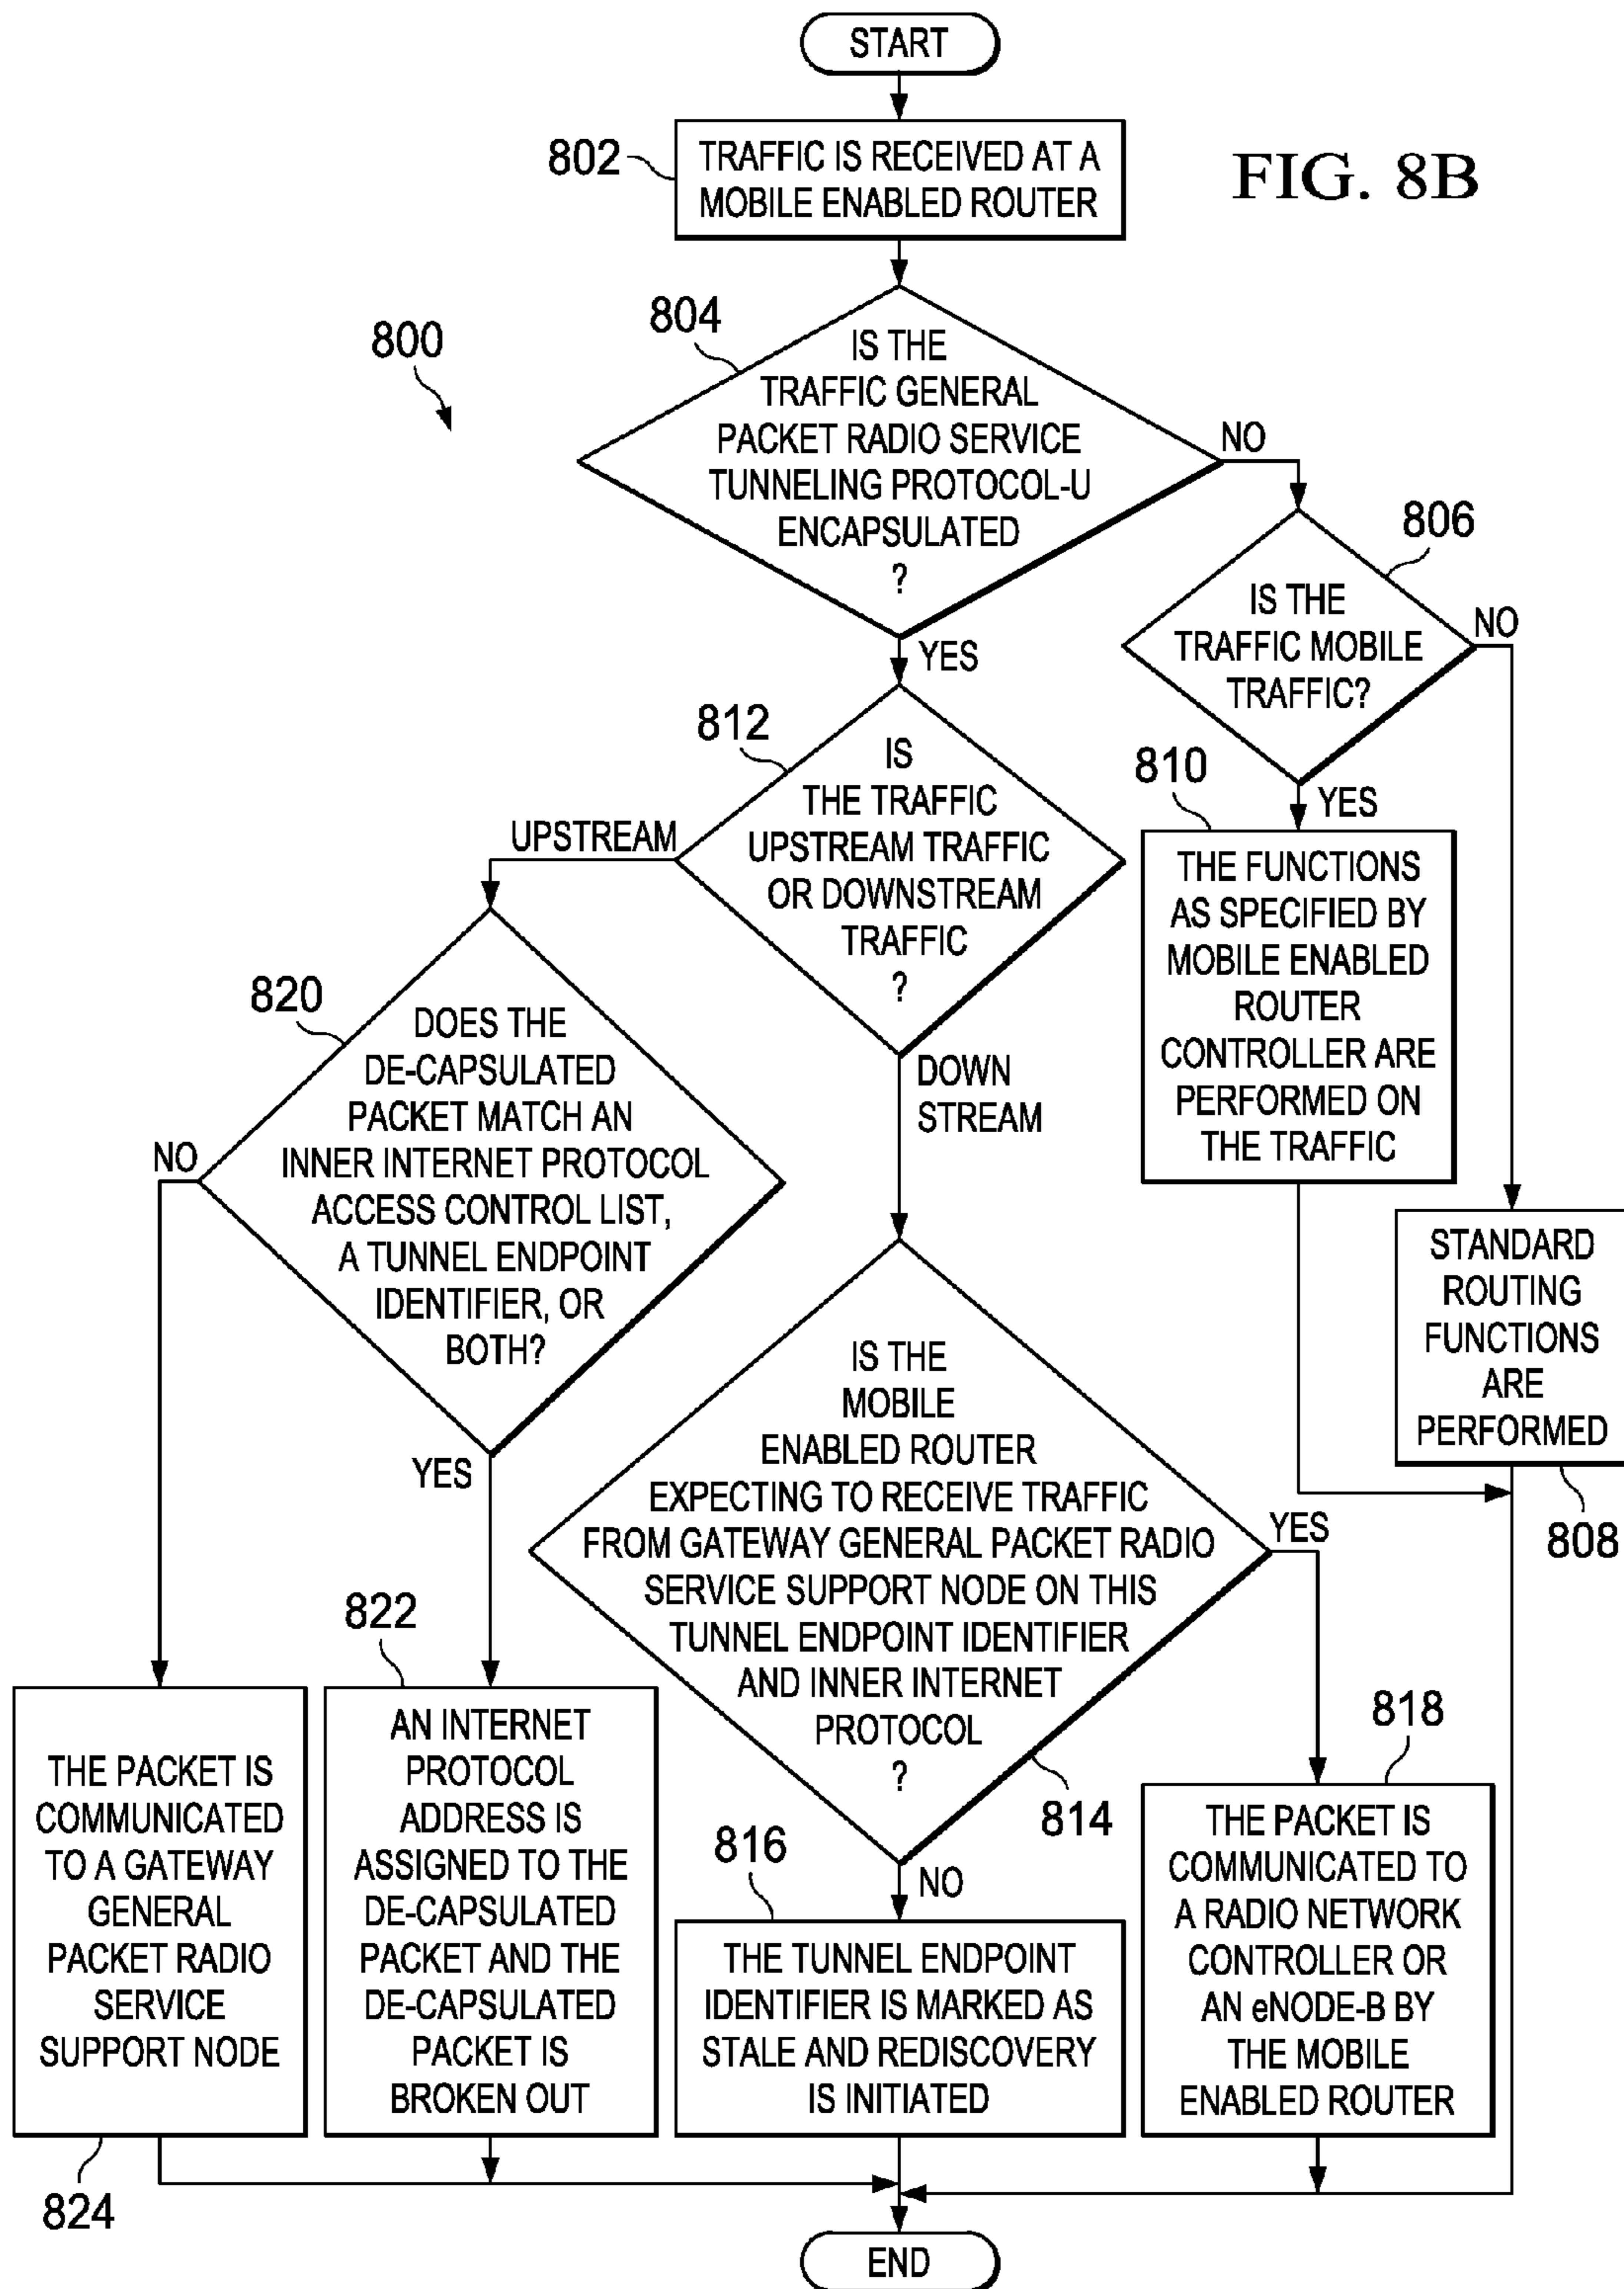 START
802
TRAFFIC IS RECEIVED AT A
MOBILE ENABLED ROUTER
FIG. 8B
800
804
IS THE
TRAFFIC GENERAL
PACKET RADIO SERVICE
TUNNELING PROTOCOL-U
ENCAPSULATED
?
NO
YES
806
IS THE
TRAFFIC MOBILE
TRAFFIC?
NO
YES
812
IS
THE TRAFFIC
UPSTREAM TRAFFIC
OR DOWNSTREAM
TRAFFIC
?
UPSTREAM
DOWN
STREAM
810
THE FUNCTIONS
AS SPECIFIED BY
MOBILE ENABLED
ROUTER
CONTROLLER ARE
PERFORMED ON
THE TRAFFIC
820
DOES THE
DE-CAPSULATED
PACKET MATCH AN
INNER INTERNET PROTOCOL
ACCESS CONTROL LIST,
A TUNNEL ENDPOINT
IDENTIFIER, OR
BOTH?
NO
YES
STANDARD
ROUTING
FUNCTIONS
ARE
PERFORMED
808
IS THE
MOBILE
ENABLED ROUTER
EXPECTING TO RECEIVE TRAFFIC
FROM GATEWAY GENERAL PACKET RADIO
SERVICE SUPPORT NODE ON THIS
TUNNEL ENDPOINT IDENTIFIER
AND INNER INTERNET
PROTOCOL
?
YES
814
NO
THE PACKET IS
COMMUNICATED
TO A GATEWAY
GENERAL
PACKET RADIO
SERVICE
SUPPORT NODE
824
822
AN INTERNET
PROTOCOL
ADDRESS IS
ASSIGNED TO THE
DE-CAPSULATED
PACKET AND THE
DE-CAPSULATED
PACKET IS
BROKEN OUT
816
THE TUNNEL ENDPOINT
IDENTIFIER IS MARKED AS
STALE AND REDISCOVERY
IS INITIATED
818
THE PACKET IS
COMMUNICATED TO
A RADIO NETWORK
CONTROLLER OR
AN eNODE-B BY
THE MOBILE
ENABLED ROUTER
END